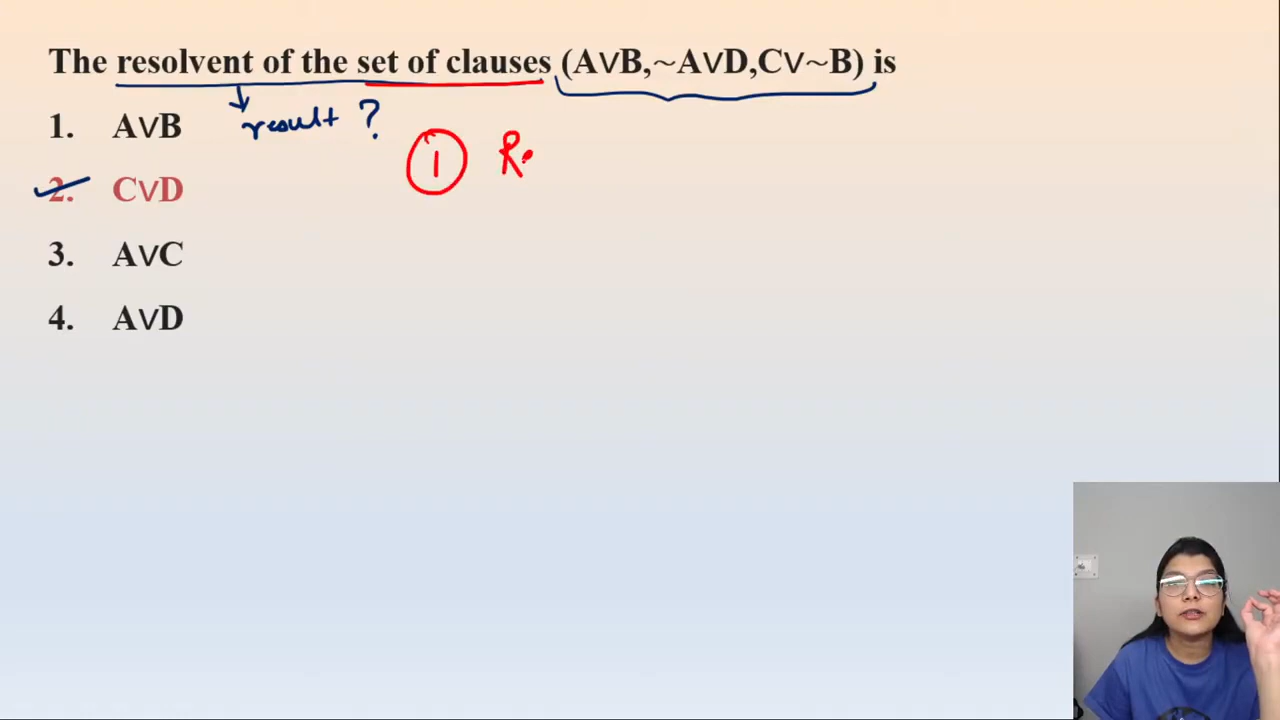 The resolvent of the set of clauses (A∨B,~A∨D,C∨~B) is
1. A∨B
result ?
① R
2. C∨D
3. A∨C
4. A∨D